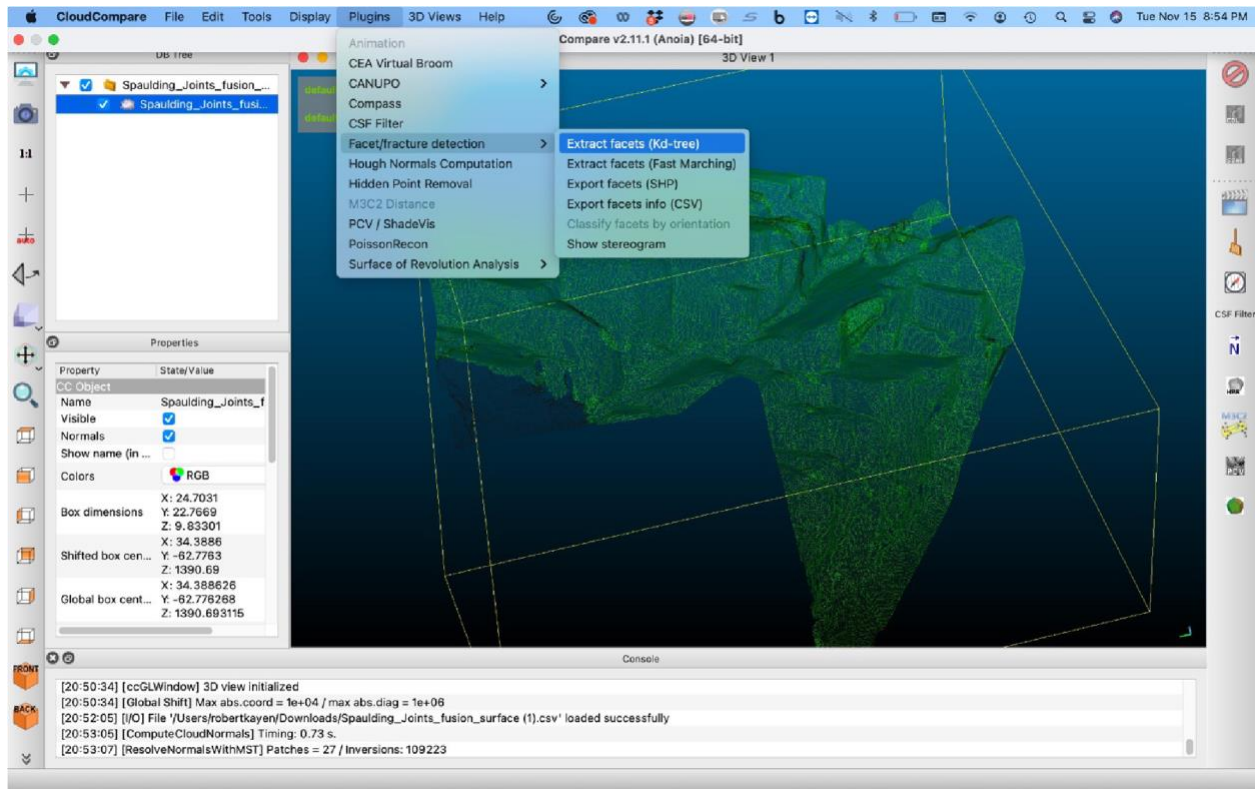 CloudCompare File Edit Tools Display Plugins 3D Views Help Tue Nov 15 8:54 PM
Compare v2.11.1 (Anoia) [64-bit]
DB Tree
3D View 1
Spaulding_Joints_fusion_...
Spaulding_Joints_fusi...
Animation
CEA Virtual Broom
CANUPO
Compass
CSF Filter
Facet/fracture detection
Hough Normals Computation
Hidden Point Removal
M3C2 Distance
PCV / ShadeVis
PoissonRecon
Surface of Revolution Analysis
Extract facets (Kd-tree)
Extract facets (Fast Marching)
Export facets (SHP)
Export facets info (CSV)
Classify facets by orientation
Show stereogram
default
default
1:1
AUTO
FRONT
BACK
CSF Filter
N
M3C2
Properties
Property State/Value
CC Object
Name Spaulding_Joints_f
Visible
Normals
Show name (in ...
Colors RGB
Box dimensions X: 24.7031
Y: 22.7669
Z: 9.83301
Shifted box cen... X: 34.3886
Y: -62.7763
Z: 1390.69
Global box cent... X: 34.388626
Y: -62.776268
Z: 1390.693115
Console
[20:50:34] [ccGLWindow] 3D view initialized
[20:50:34] [Global Shift] Max abs.coord = 1e+04 / max abs.diag = 1e+06
[20:52:05] [I/O] File '/Users/robertkayen/Downloads/Spaulding_Joints_fusion_surface (1).csv' loaded successfully
[20:53:05] [ComputeCloudNormals] Timing: 0.73 s.
[20:53:07] [ResolveNormalsWithMST] Patches = 27 / Inversions: 109223